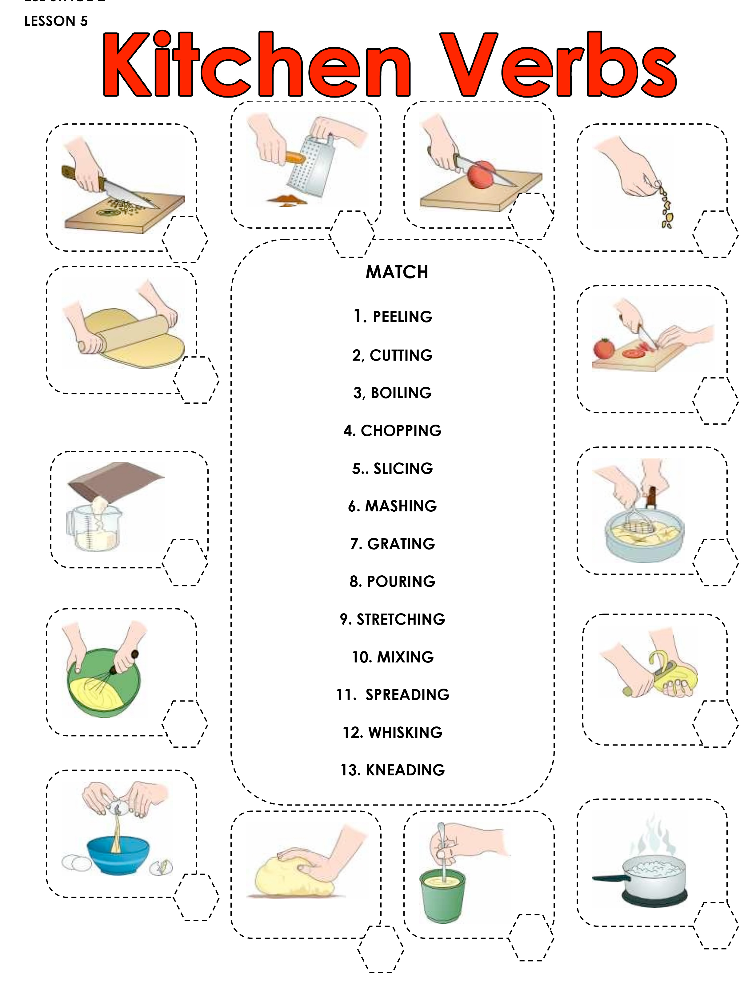 LESSON 5
Kitchen Verbs
MATCH
1. PEELING
2, CUTTING
3, BOILING
4. CHOPPING
5.. SLICING
6. MASHING
7. GRATING
8. POURING
9. STRETCHING
10. MIXING
11. SPREADING
12. WHISKING
13. KNEADING